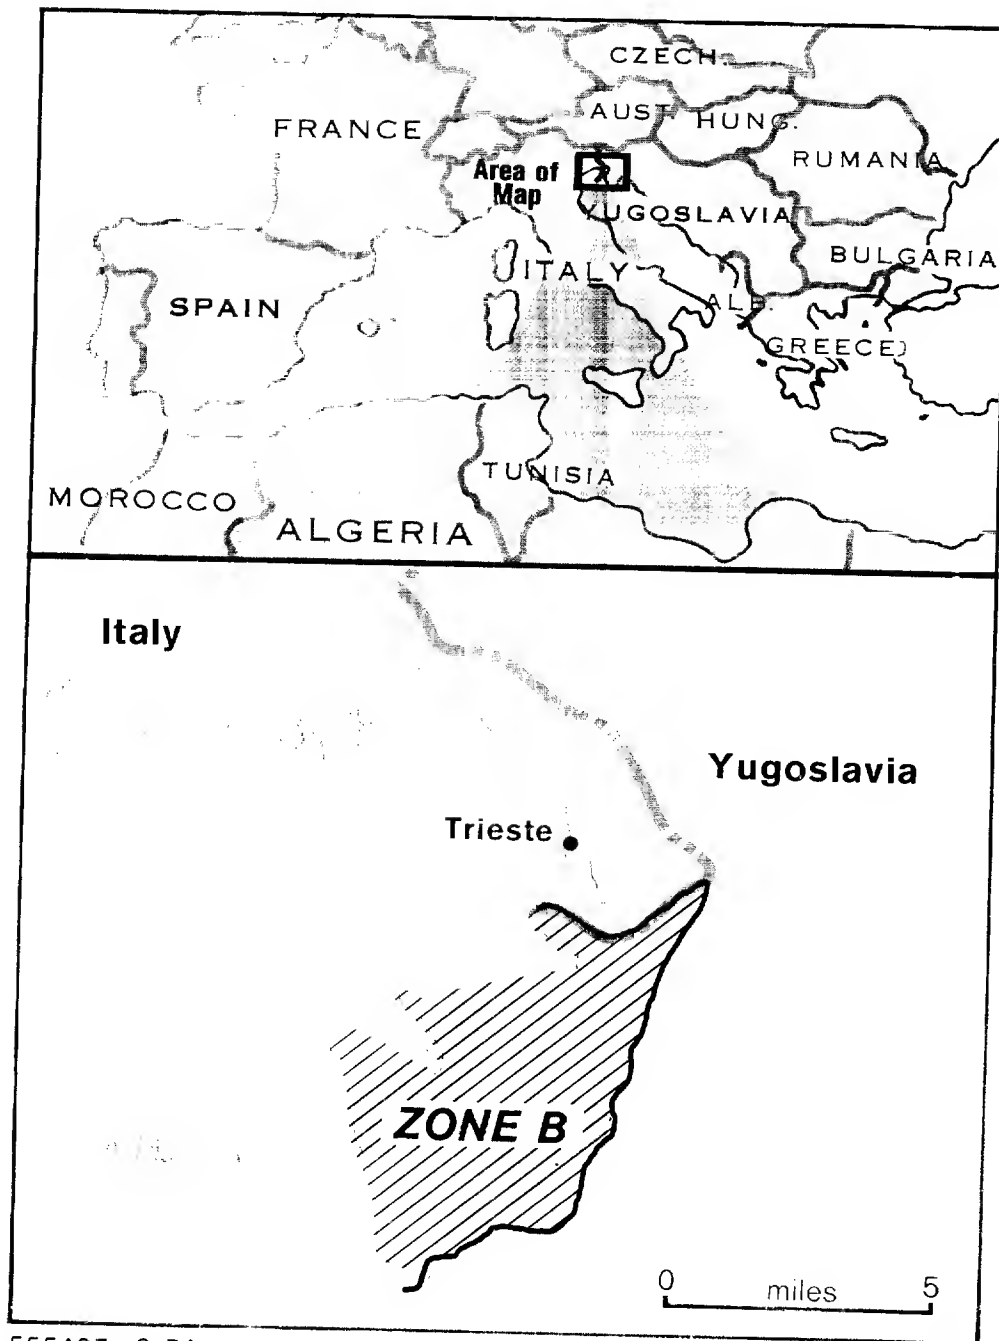 CZECH.
AUST.
HUNG.
FRANCE
RUMANIA
Area of
Map
YUGOSLAVIA
BULGARIA
ITALY
SPAIN
ALB.
GREECE
TUNISIA
MOROCCO
ALGERIA
Italy
Yugoslavia
Trieste
ZONE B
0 miles 5